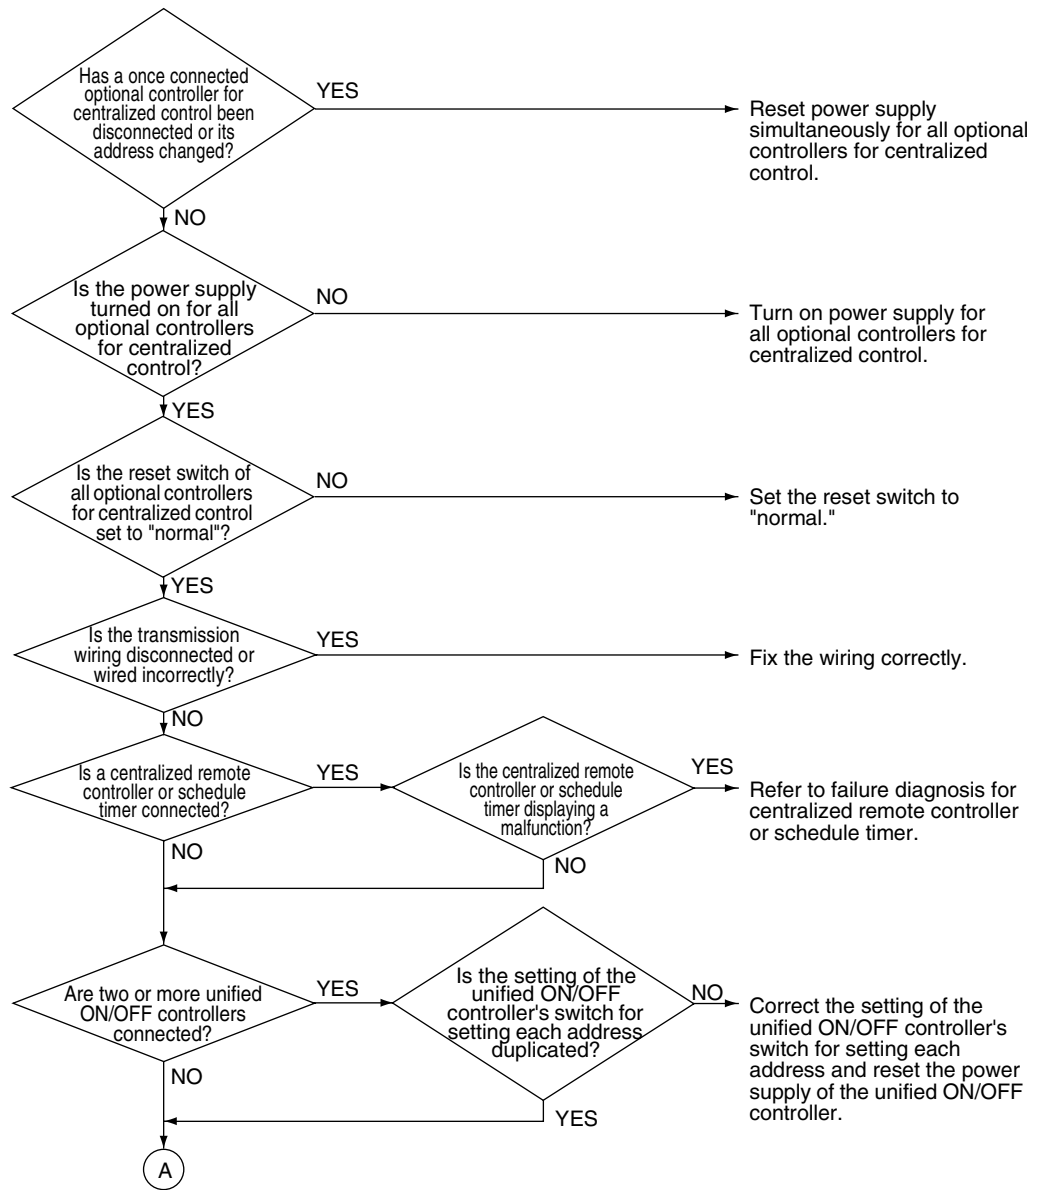 Has a once connected
optional controller for
centralized control been
disconnected or its
address changed?
YES
Reset power supply
simultaneously for all optional
controllers for centralized
control.
NO
Is the power supply
turned on for all
optional controllers
for centralized
control?
NO
Turn on power supply for
all optional controllers for
centralized control.
YES
Is the reset switch of
all optional controllers
for centralized control
set to "normal"?
NO
Set the reset switch to
"normal."
YES
Is the transmission
wiring disconnected or
wired incorrectly?
YES
Fix the wiring correctly.
NO
Is a centralized remote
controller or schedule
timer connected?
YES
Is the centralized remote
controller or schedule
timer displaying a
malfunction?
YES
Refer to failure diagnosis for
centralized remote controller
or schedule timer.
NO
NO
Are two or more unified
ON/OFF controllers
connected?
YES
Is the setting of the
unified ON/OFF
controller's switch for
setting each address
duplicated?
NO
Correct the setting of the
unified ON/OFF controller's
switch for setting each
address and reset the power
supply of the unified ON/OFF
controller.
NO
YES
A